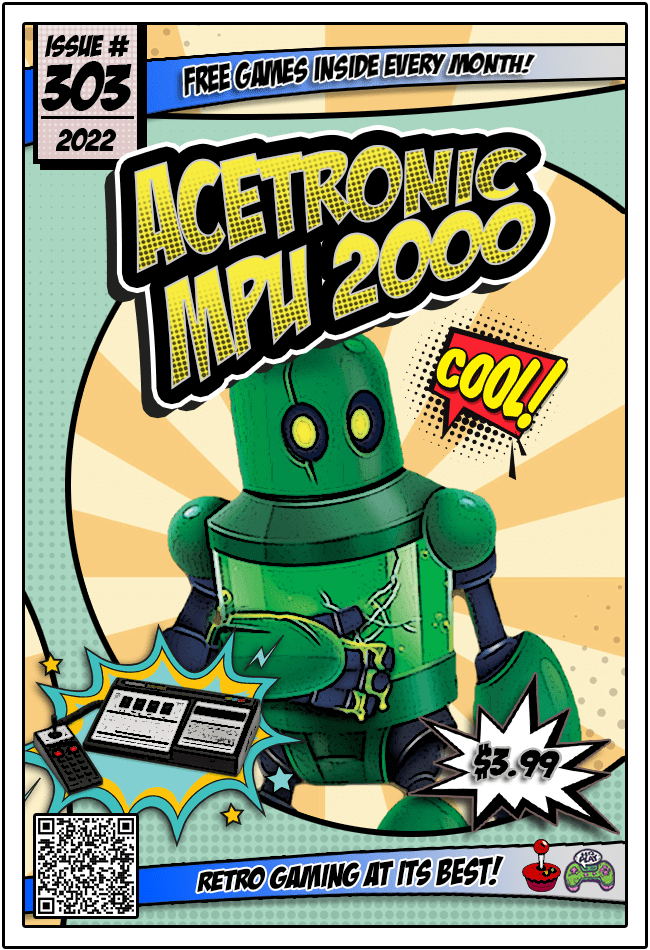 ISSUE #
303
2022
FREE GAMES INSIDE EVERY MONTH!
ACETRONIC
MPU 2000
COOL!
$3.99
RETRO GAMING AT ITS BEST!